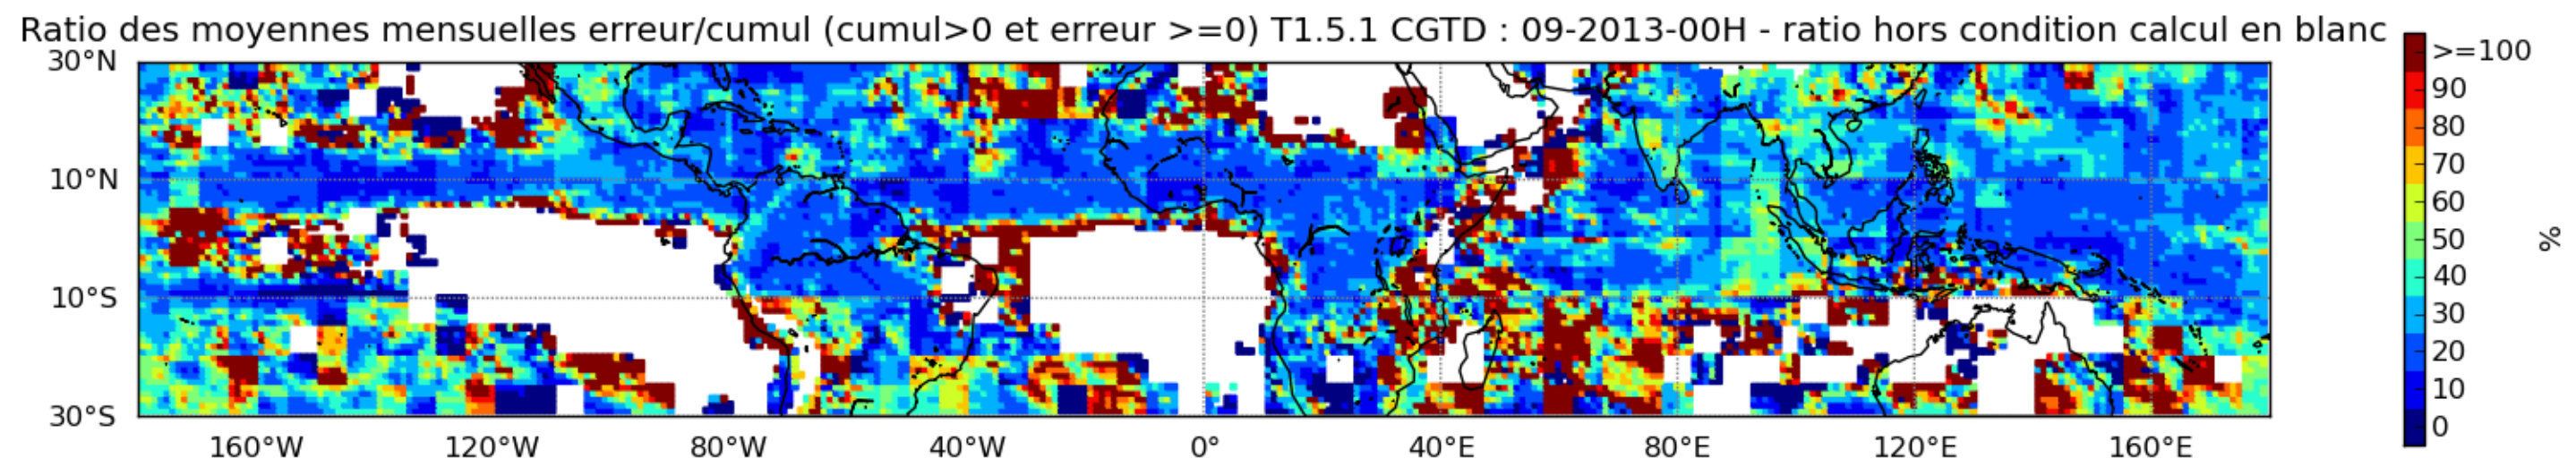 Ratio des moyennes mensuelles erreur/cumul (cumul>0 et erreur >=0) T1.5.1 CGTD : 09-2013-00H - ratio hors condition calcul en blanc
30°N
10°N
10°S
30°S
160°W 120°W 80°W 40°W 0° 40°E 80°E 120°E 160°E
>=100
90
80
70
60
50
40
30
20
10
0
%